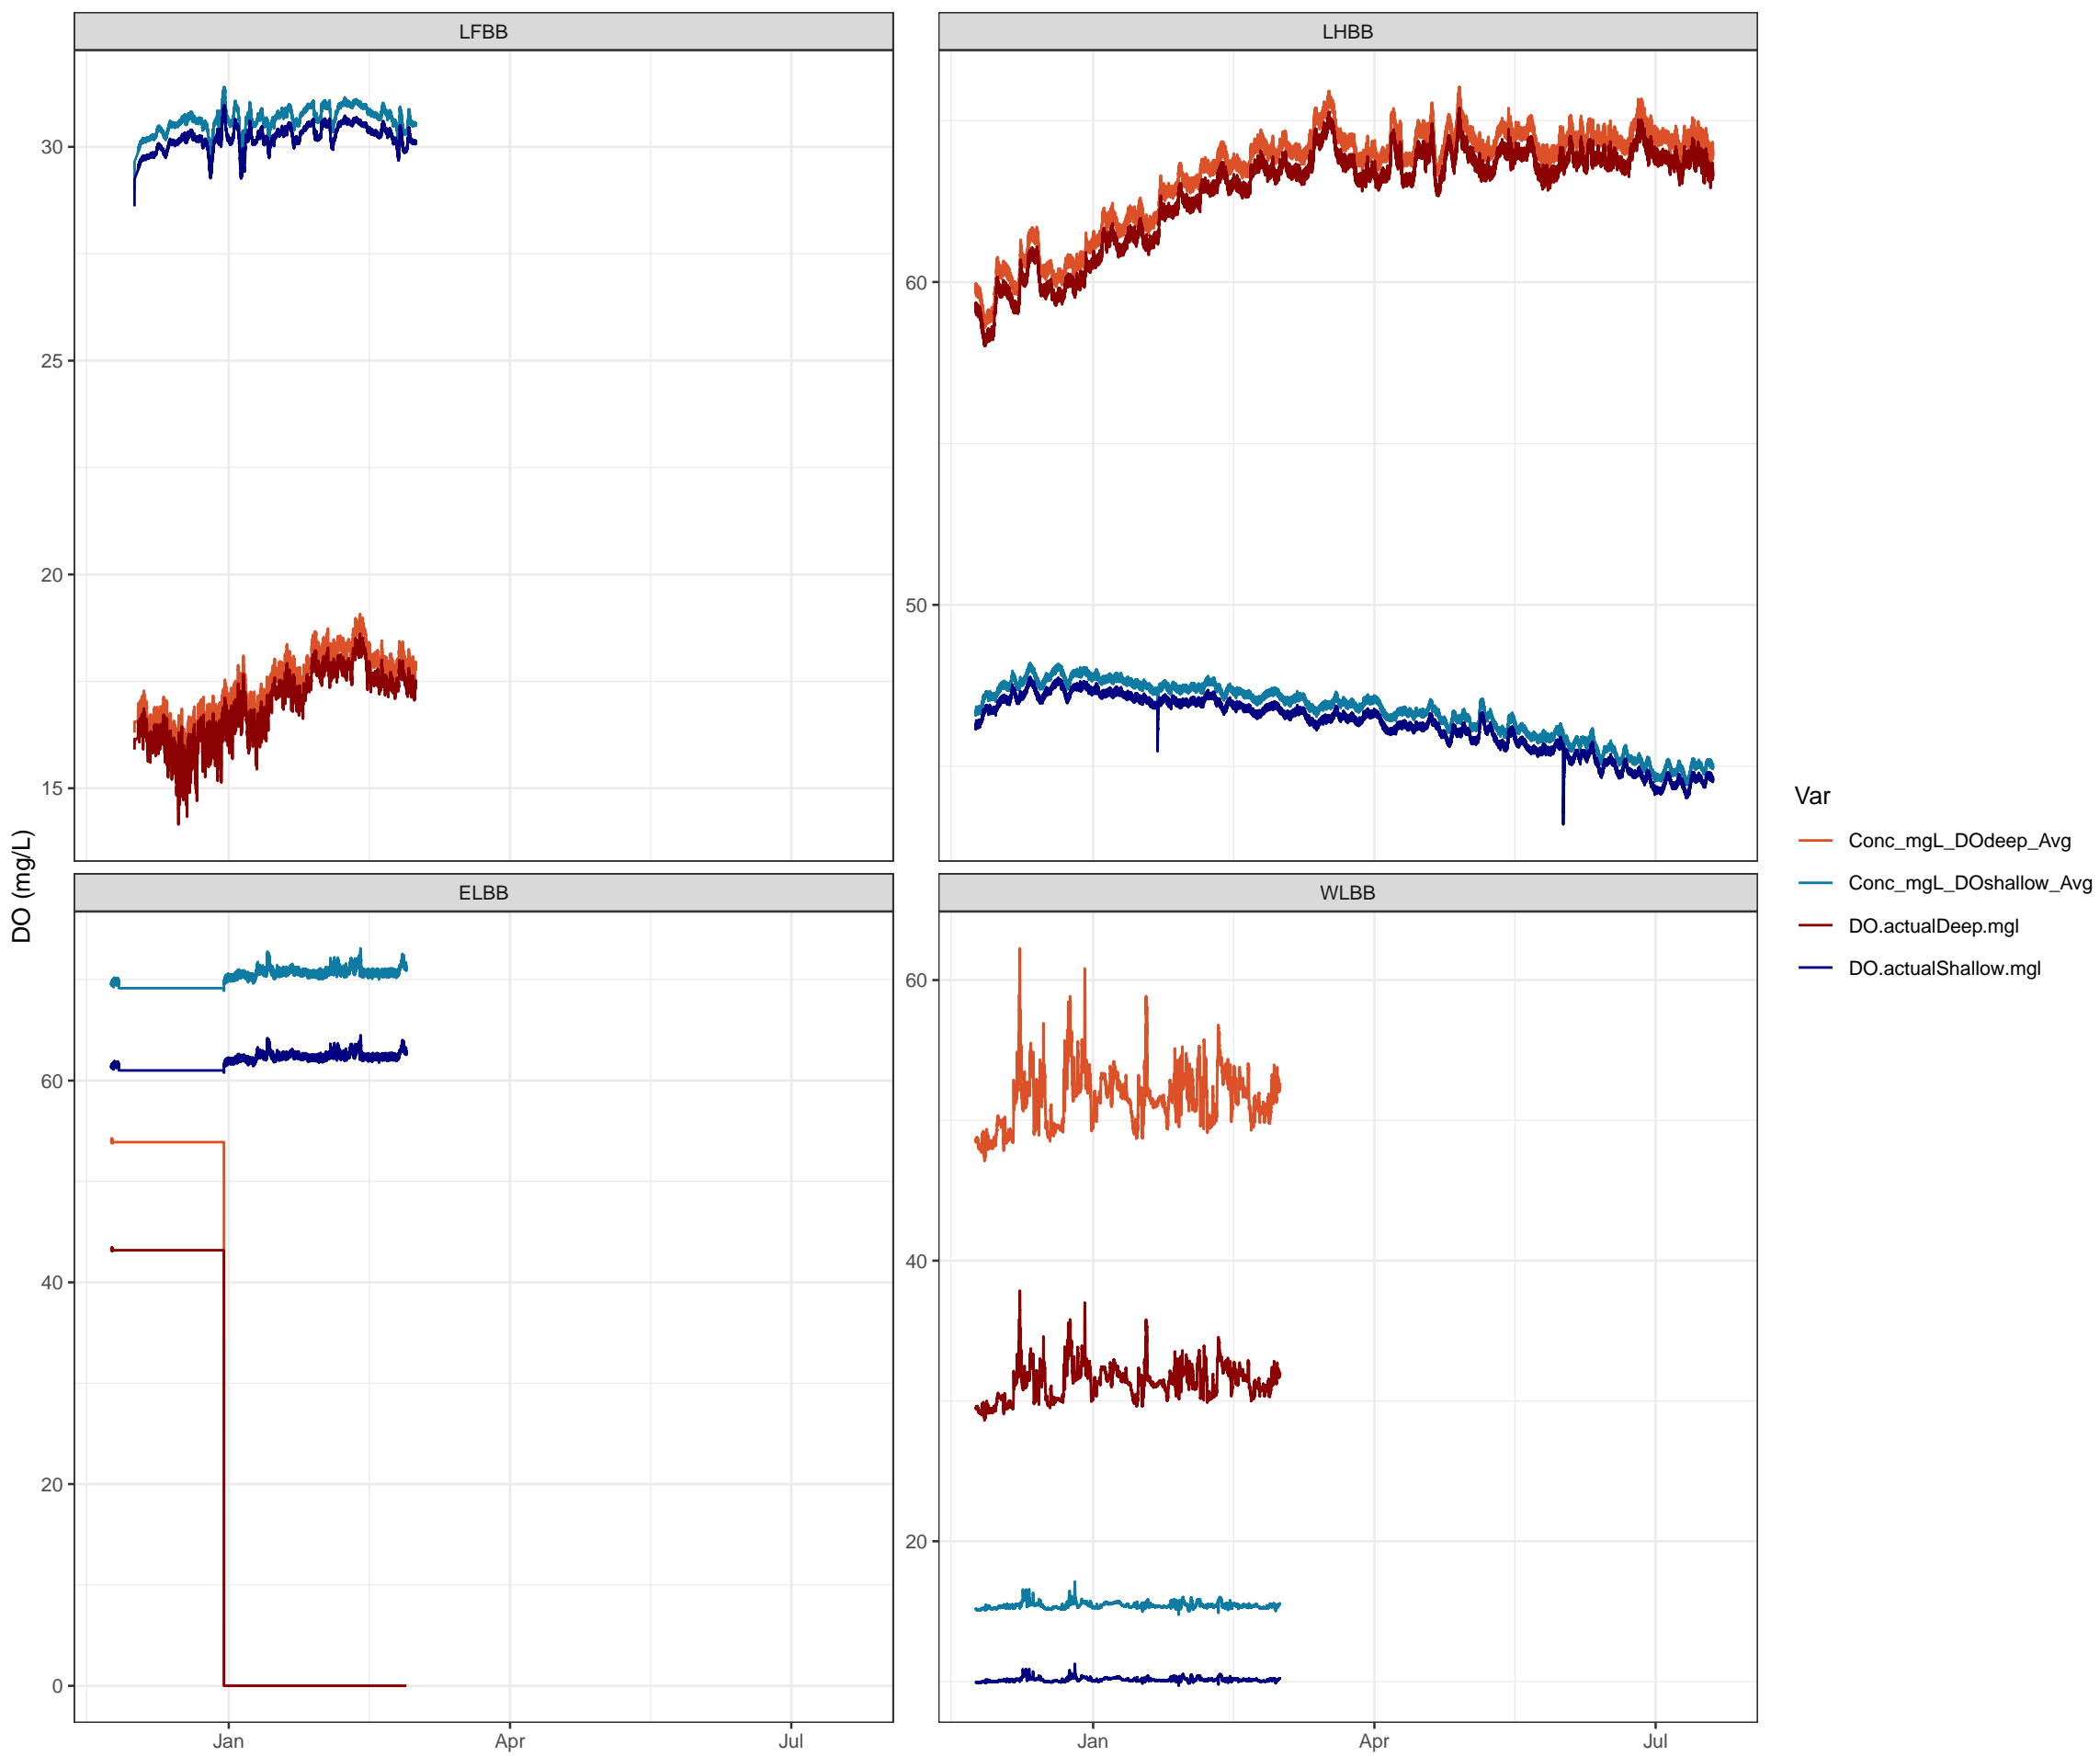 LFBB
LHBB
30
25
20
15
60
50
ELBB
WLBB
60
40
20
0
60
40
20
Jan
Apr
Jul
Jan
Apr
Jul
DO (mg/L)
Var
Conc_mgL_DOdeep_Avg
Conc_mgL_DOshallow_Avg
DO.actualDeep.mgl
DO.actualShallow.mgl